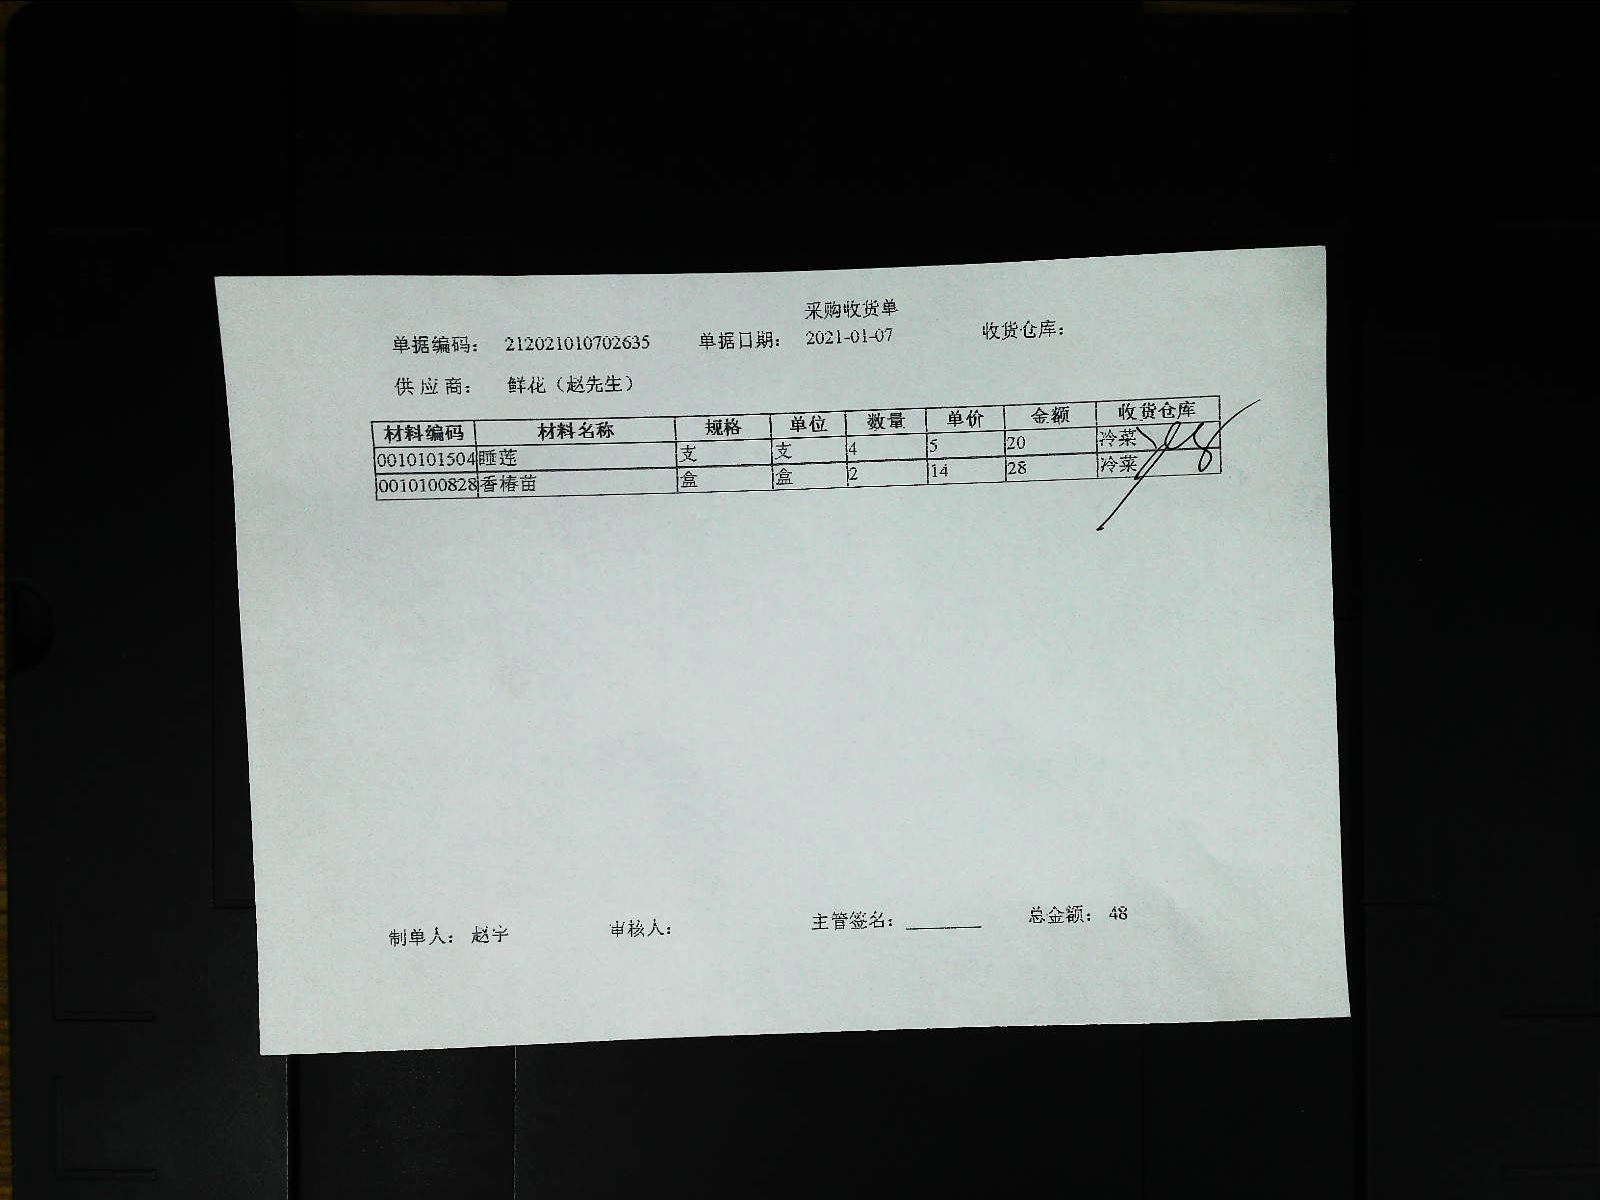 采购收货单
单据编码： 212021010702635 单据日期： 2021-01-07 收货仓库：
供应商： 鲜花（赵先生）
材料编码 材料名称 规格 单位 数量 单价 金额 收货仓库
0010101504 睡莲 支 支 4 5 20 冷菜
0010100828 香椿苗 盒 盒 2 14 28 冷菜
制单人： 赵宇 审核人： 主管签名： 总金额： 48